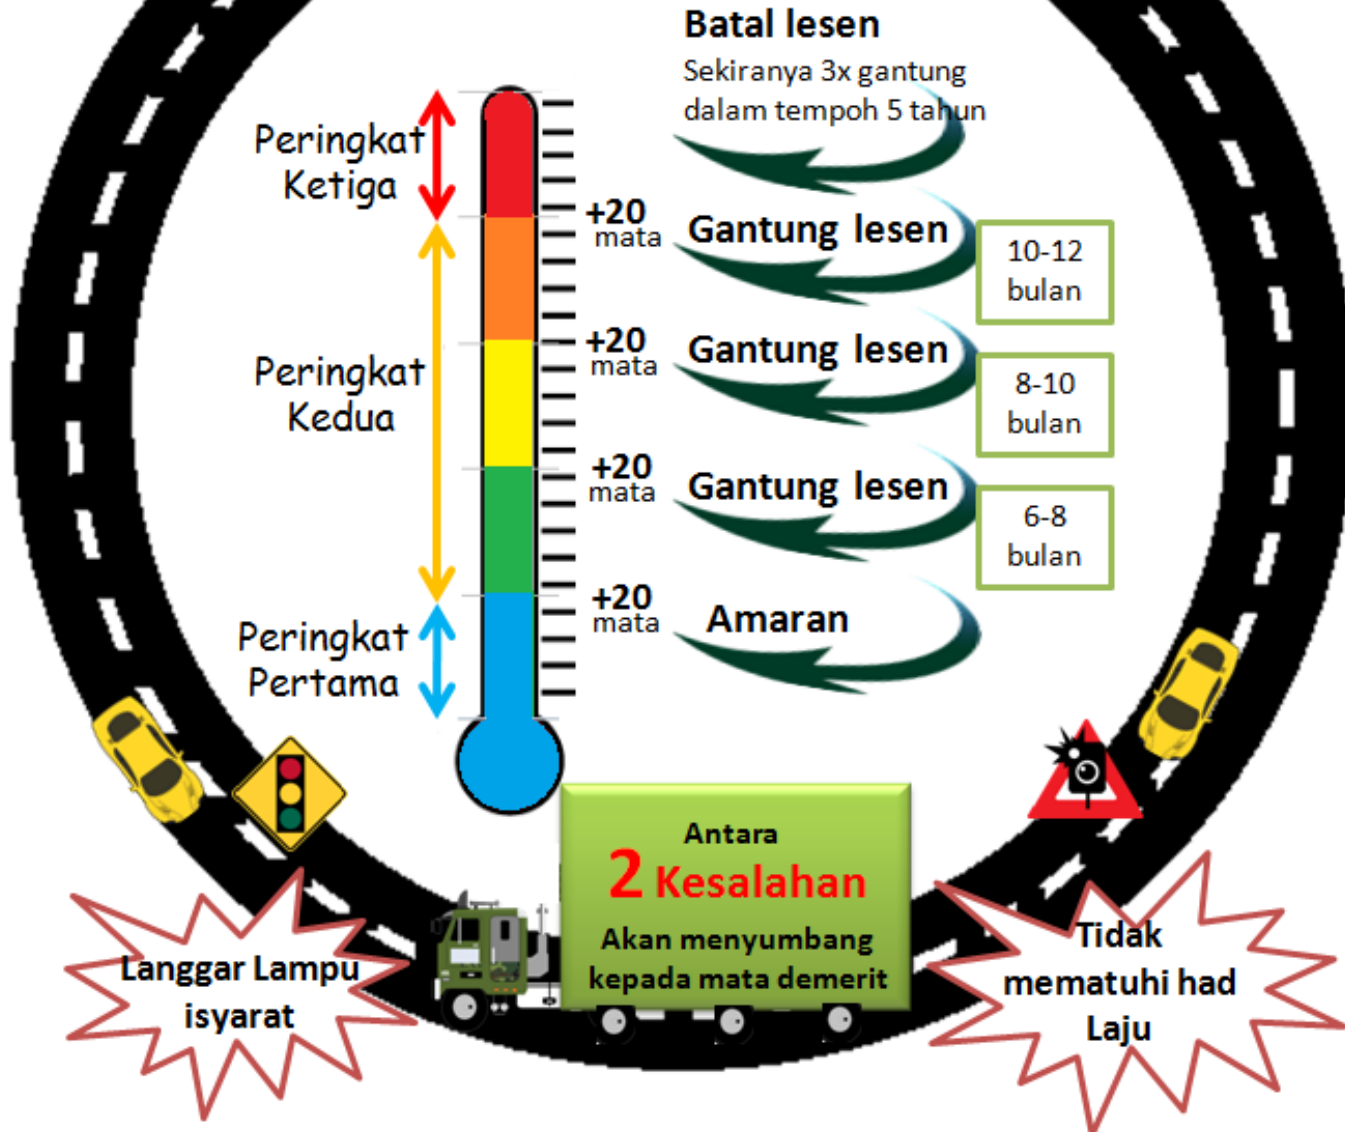 Batal lesen
Sekiranya 3x gantung
dalam tempoh 5 tahun
Peringkat
Ketiga
+20
mata
Gantung lesen
10-12
bulan
+20
mata
Gantung lesen
8-10
bulan
Peringkat
Kedua
+20
mata
Gantung lesen
6-8
bulan
+20
mata
Amaran
Peringkat
Pertama
Antara
2 Kesalahan
Akan menyumbang
kepada mata demerit
Langgar Lampu
isyarat
Tidak
mematuhi had
Laju